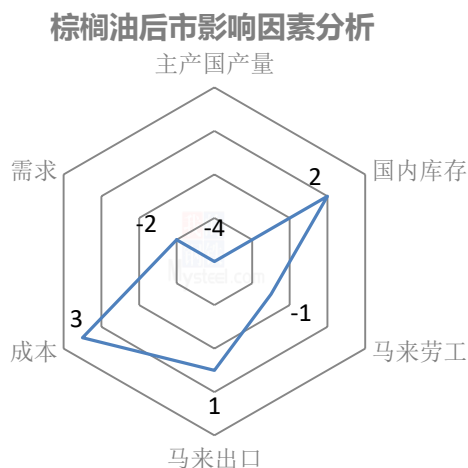 棕榈油后市影响因素分析
主产国产量
需求
国内库存
2
-2
-4
Mysteel.com
3
-1
成本
马来劳工
1
马来出口